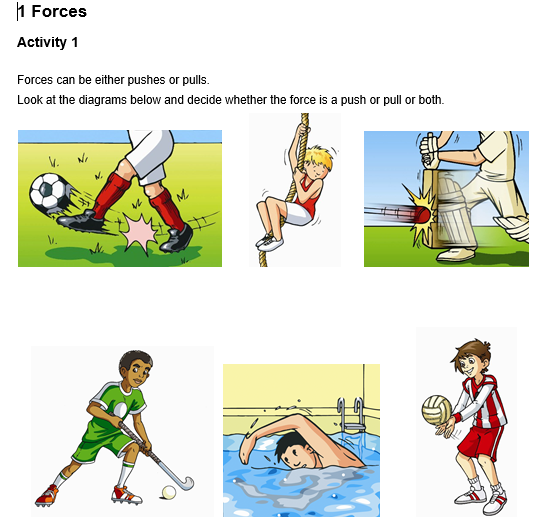 1 Forces
Activity 1
Forces can be either pushes or pulls.
Look at the diagrams below and decide whether the force is a push or pull or both.